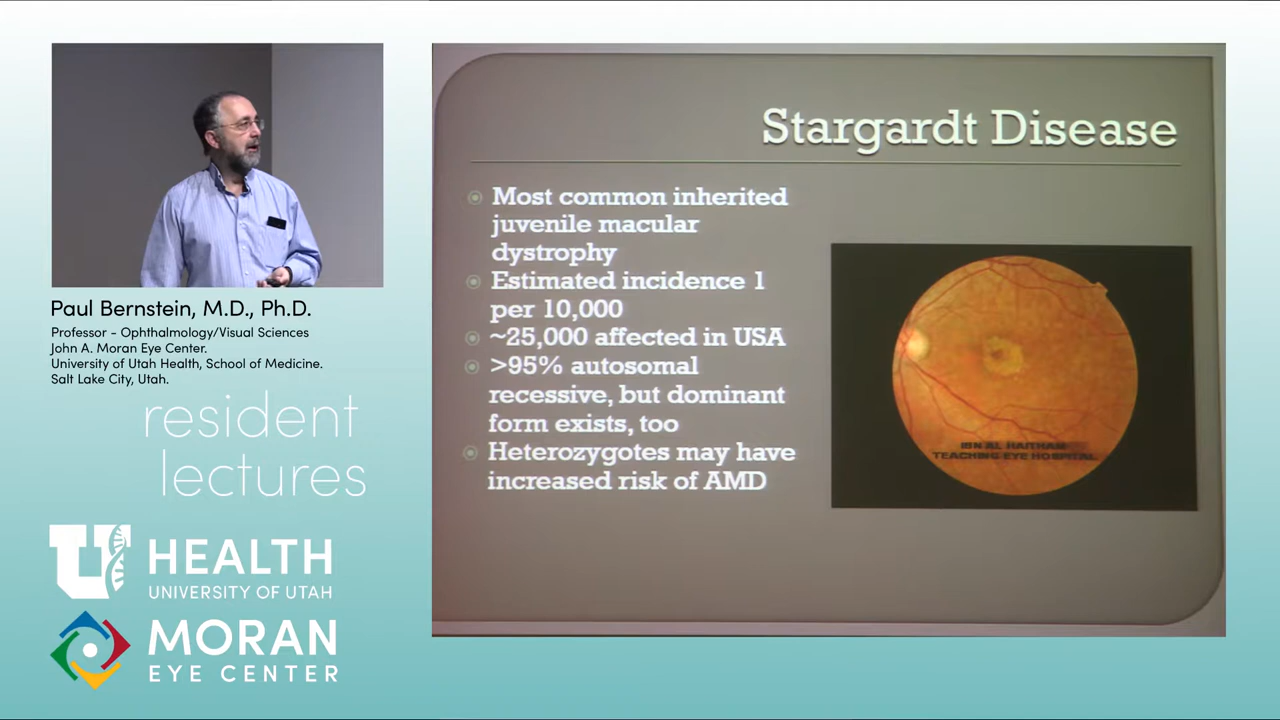 Paul Bernstein, M.D., Ph.D.
Professor - Ophthalmology/Visual Sciences
John A. Moran Eye Center.
University of Utah Health, School of Medicine.
Salt Lake City, Utah.
resident
lectures
U
HEALTH
UNIVERSITY OF UTAH
MORAN
EYE CENTER
Stargardt Disease
Most common inherited
juvenile macular
dystrophy
Estimated incidence 1
per 10,000
~25,000 affected in USA
>95% autosomal
recessive, but dominant
form exists, too
Heterozygotes may have
increased risk of AMD
IBN AL HAITHAM
TEACHING EYE HOSPITAL